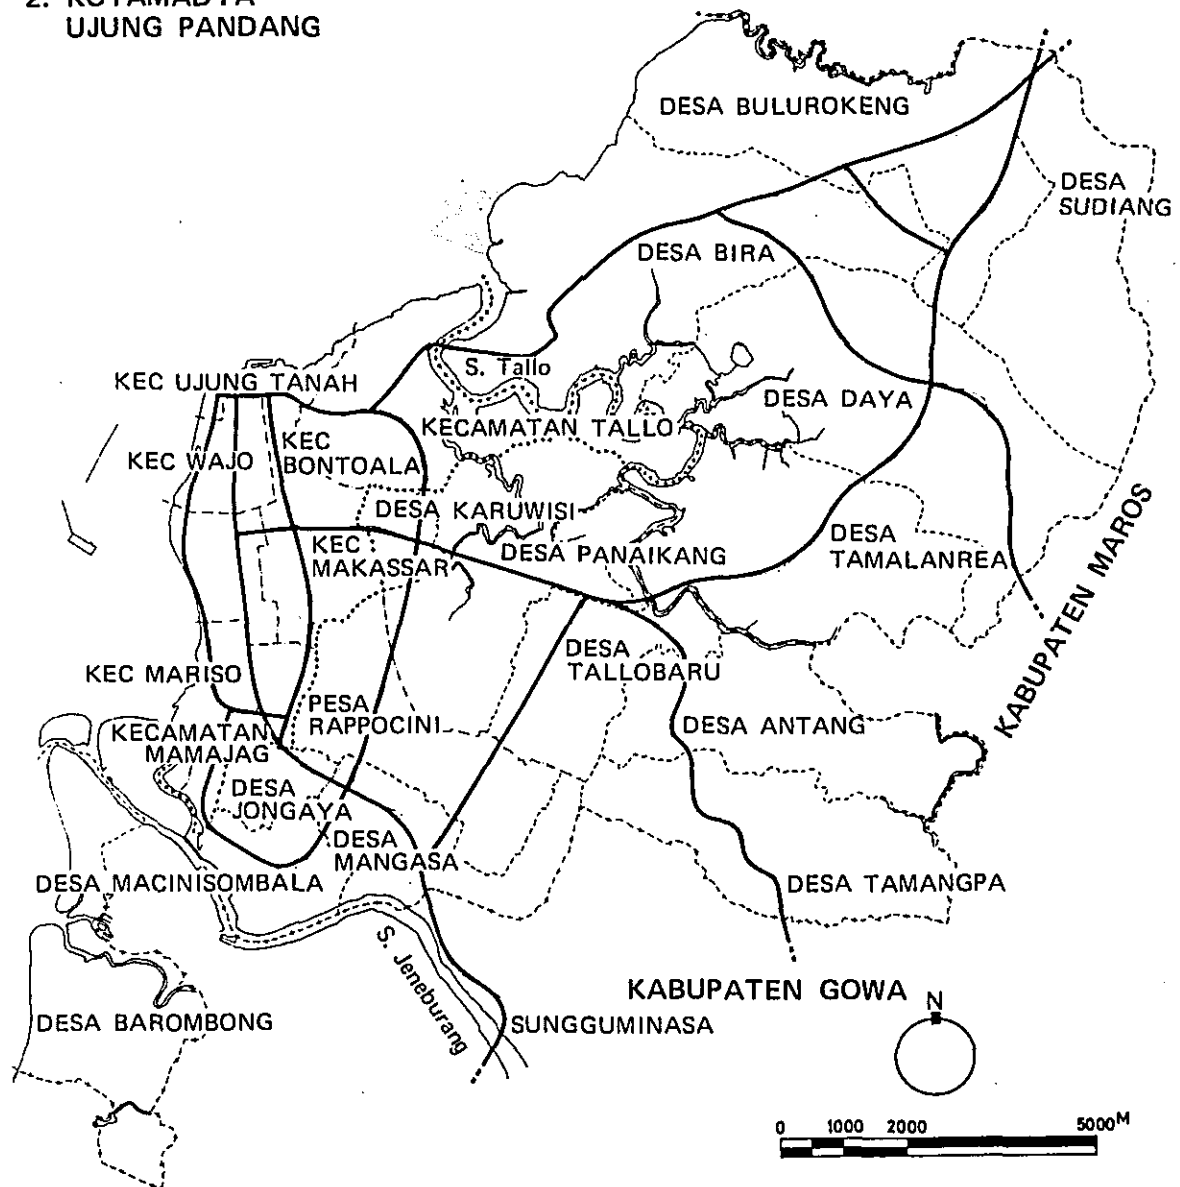 2. KOTAMADYA
UJUNG PANDANG
DESA BULUROKENG
DESA
SUDIANG
DESA BIRA
S. Tallo
KEC UJUNG TANAH
DESA DAYA
KECAMATAN TALLO
KEC
BONTOALA
KEC WAJO
DESA KARUWISI
KEC
MAKASSAR
DESA PANAIKANG
DESA
TAMALANREA
KABUPATEN MAROS
DESA
TALLOBARU
KEC MARISO
PESA
RAPPOCINI
DESA ANTANG
KECAMATAN
MAMAJAG
DESA
JONGAYA
DESA
MANGASA
DESA MACINISOMBALA
DESA TAMANGPA
S. Jeneburang
KABUPATEN GOWA
N
DESA BAROMBONG
SUNGGUMINASA
0 1000 2000 5000M